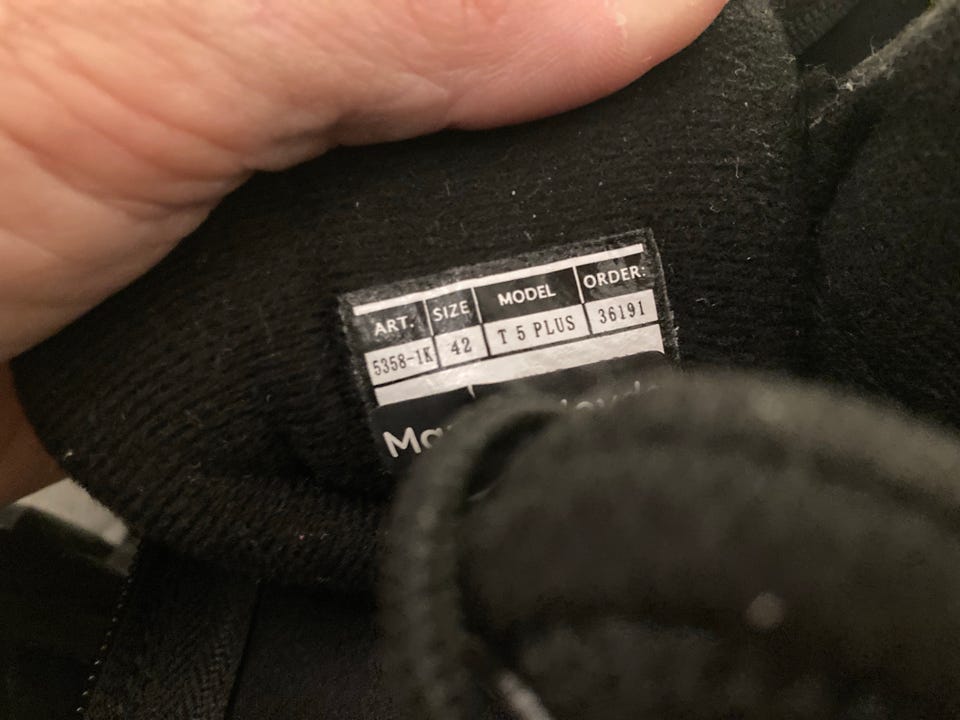 ART. SIZE MODEL ORDER:
5358-1K 42 T 5 PLUS 36191